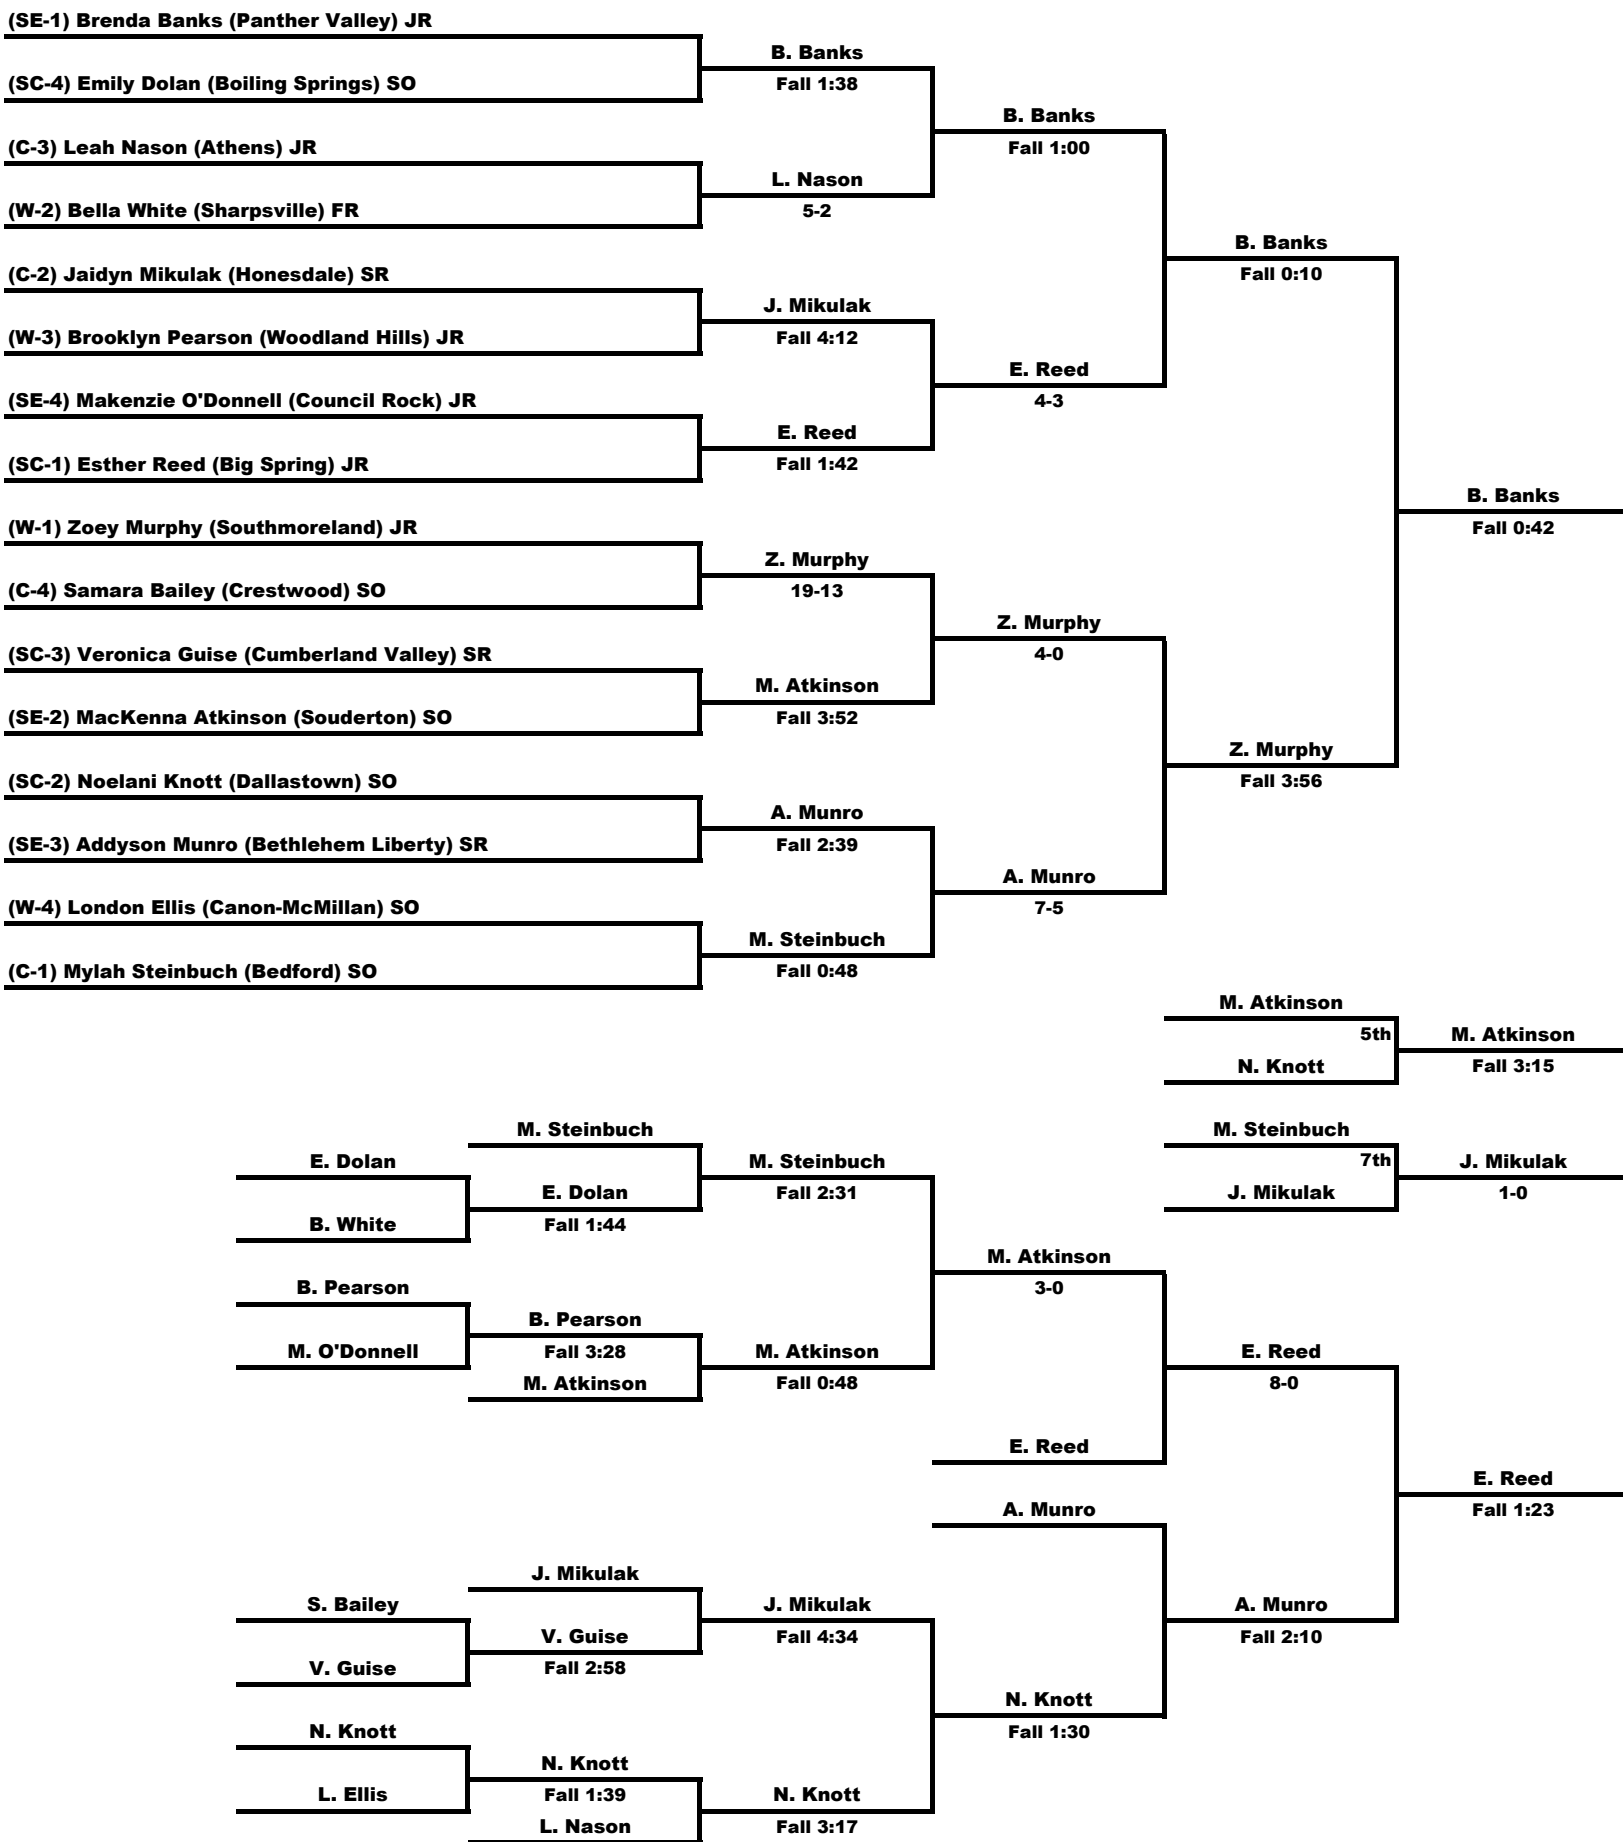 (SE-1) Brenda Banks (Panther Valley) JR
B. Banks
(SC-4) Emily Dolan (Boiling Springs) SO
Fall 1:38
B. Banks
(C-3) Leah Nason (Athens) JR
Fall 1:00
L. Nason
(W-2) Bella White (Sharpsville) FR
5-2
B. Banks
(C-2) Jaidyn Mikulak (Honesdale) SR
Fall 0:10
J. Mikulak
(W-3) Brooklyn Pearson (Woodland Hills) JR
Fall 4:12
E. Reed
(SE-4) Makenzie O'Donnell (Council Rock) JR
4-3
E. Reed
(SC-1) Esther Reed (Big Spring) JR
Fall 1:42
B. Banks
(W-1) Zoey Murphy (Southmoreland) JR
Fall 0:42
Z. Murphy
(C-4) Samara Bailey (Crestwood) SO
19-13
Z. Murphy
(SC-3) Veronica Guise (Cumberland Valley) SR
4-0
M. Atkinson
(SE-2) MacKenna Atkinson (Souderton) SO
Fall 3:52
Z. Murphy
(SC-2) Noelani Knott (Dallastown) SO
Fall 3:56
A. Munro
(SE-3) Addyson Munro (Bethlehem Liberty) SR
Fall 2:39
A. Munro
(W-4) London Ellis (Canon-McMillan) SO
7-5
M. Steinbuch
(C-1) Mylah Steinbuch (Bedford) SO
Fall 0:48
M. Atkinson
5th
M. Atkinson
N. Knott
Fall 3:15
M. Steinbuch
M. Steinbuch
E. Dolan
M. Steinbuch
7th
J. Mikulak
E. Dolan
Fall 2:31
J. Mikulak
1-0
B. White
Fall 1:44
M. Atkinson
B. Pearson
3-0
B. Pearson
M. O'Donnell
Fall 3:28
M. Atkinson
E. Reed
M. Atkinson
Fall 0:48
8-0
E. Reed
E. Reed
A. Munro
Fall 1:23
J. Mikulak
S. Bailey
J. Mikulak
A. Munro
V. Guise
Fall 4:34
Fall 2:10
V. Guise
Fall 2:58
N. Knott
N. Knott
Fall 1:30
N. Knott
L. Ellis
Fall 1:39
N. Knott
L. Nason
Fall 3:17